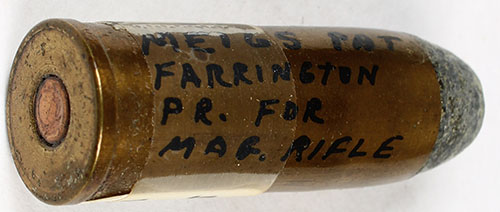 MEIGS PAT
FARRINGTON
PR. FOR
MAG. RIFLE